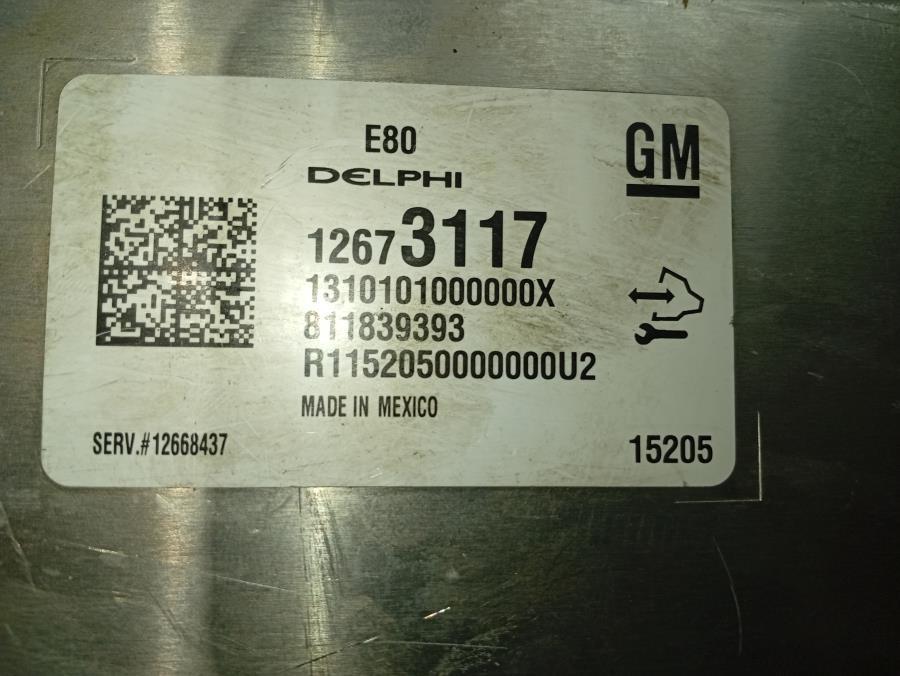 E80
GM
DELPHI
12673117
1310101000000X
811839393
R1152050000000U2
MADE IN MEXICO
SERV.#12668437
15205